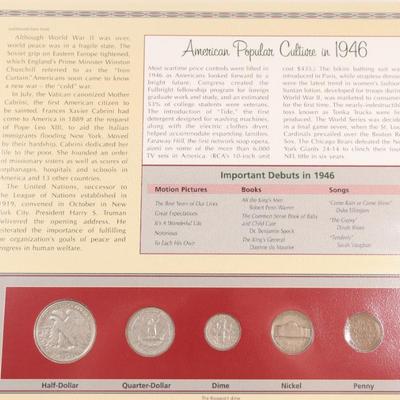 Although World War II was over,
world peace was in a fragile state. The
Soviet grip on Eastern Europe tightened,
which England's Prime Minister Winston
Churchill referred to as the "Iron
Curtain." Americans soon came to know
a new war – the "cold" war.
In July, the Vatican canonized Mother
Cabrini, the first American citizen to
be sainted. Frances Xavier Cabrini had
come to America in 1889 at the request
of Pope Leo XIII, to aid the Italian
immigrants flooding New York. Moved
by their hardship, Cabrini dedicated her
of missionary sisters as well as scores of
orphanages, hospitals & schools in
America and 13 other countries.
The United Nations, successor to
the League of Nations established in
1919, convened in October in New
York City. President Harry S. Truman
delivered the opening address. He
reiterated the importance of fulfilling
the organization's goals of peace and
progress in human welfare.
American Popular Culture in 1946
Most wartime price controls were lifted in
1946 as Americans looked forward to a
bright future. Congress created the
Fulbright fellowship program for foreign
work and study, and an estimated
53% of college students were veterans.
The introduction of "Tide," the first
detergent designed for washing machines,
along with the electric clothes dryer,
helped accommodate expanding families.
Faraway Hill, the first network soap opera,
aired on some of the more than 6,000
TV sets in America (RCA's 10-inch unit
cost $435.) The bikini bathing suit was
introduced in Paris, while strapless
were the latest trend in women's
Suntan lotion, developed for troops
World War II, was marketed to consumers
for the first time. The nearly-indestructible
toys, known as Tonka Trucks were first
produced. The World Series was decided
in a final game seven, when the St. Louis
Cardinals prevailed over the Boston Red
Sox. The Chicago Bears defeated the New
York Giants 24-14 to clinch their
NFL title in six years.
Important Debuts in 1946
Motion Pictures
The Best Years of Our Lives
Great Expectations
It's A Wonderful Life
Notorious
To Each His Own
Books
All the King's Men
Robert Penn Warren
The Common Sense Book of Baby
and Child Care
Dr. Benjamin Spock
The King's General
Daphne du Maurier
Songs
"Come Rain or Come Shine"
Duke Ellington
"The Gypsy"
Dinah Shore
"Tenderly"
Sarah Vaughan
Half-Dollar
Quarter-Dollar
Dime
Nickel
Penny